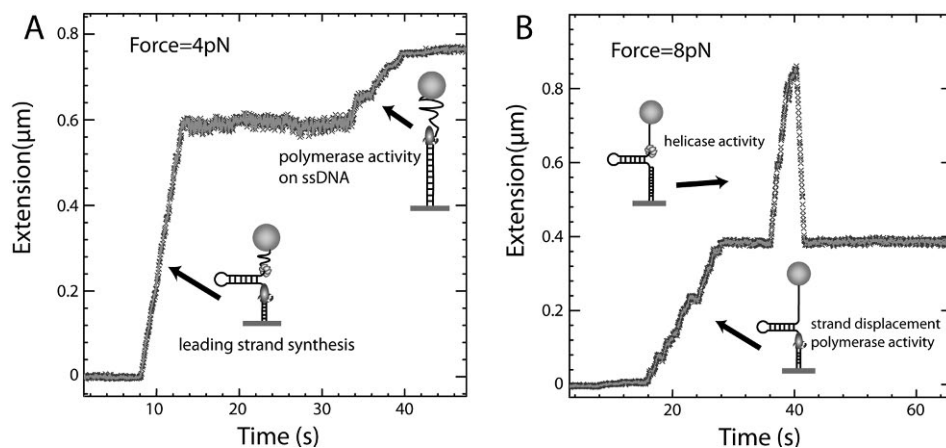 A
Force=4pN
0.8
0.6
0.4
0.2
0
Extension(µm)
polymerase activity
on ssDNA
leading strand synthesis
10
20
30
40
Time (s)
B
Force=8pN
0.8
0.6
0.4
0.2
0
Extension(µm)
helicase activity
strand displacement
polymerase activity
20
40
60
Time (s)